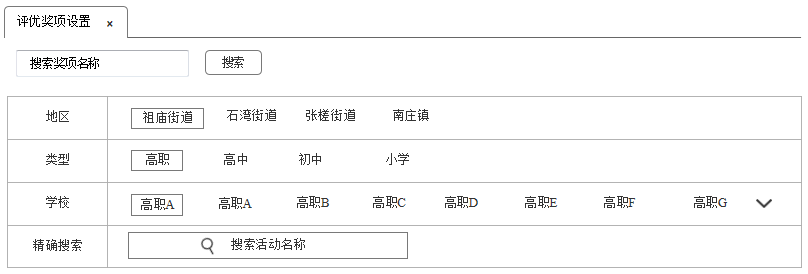 评优奖项设置 ×
搜索奖项名称 搜索
地区 祖庙街道 石湾街道 张槎街道 南庄镇
类型 高职 高中 初中 小学
学校 高职A 高职A 高职B 高职C 高职D 高职E 高职F 高职G
精确搜索 搜索活动名称